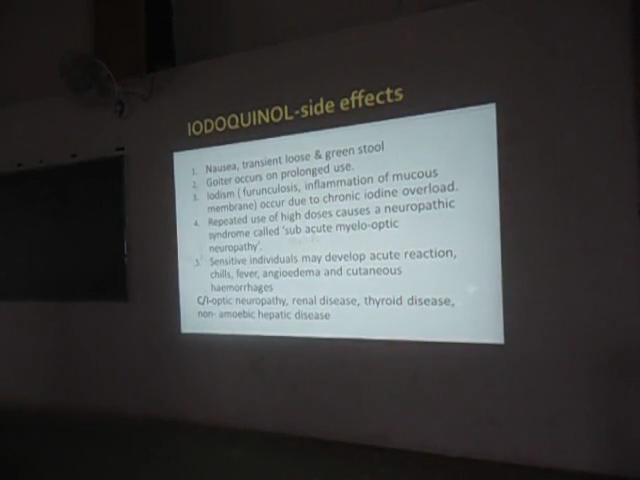 IODOQUINOL-side effects
1. Nausea, transient loose & green stool
2. Goiter occurs on prolonged use.
3. Iodism ( furunculosis, inflammation of mucous
membrane) occur due to chronic iodine overload.
4. Repeated use of high doses causes a neuropathic
syndrome called 'sub acute myelo-optic
neuropathy'.
5. Sensitive individuals may develop acute reaction,
chills, fever, angioedema and cutaneous
haemorrhages
C/I-optic neuropathy, renal disease, thyroid disease,
non- amoebic hepatic disease